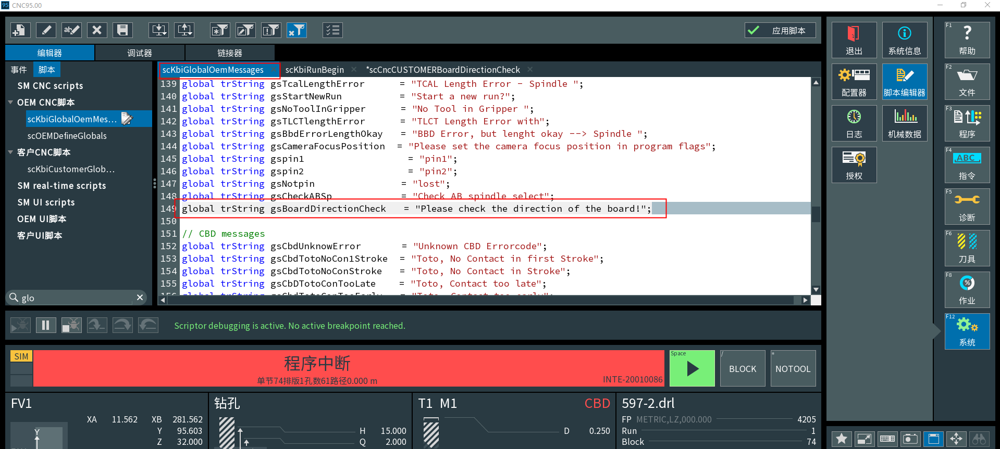 95 CNC95.00
应用脚本
编辑器 调试器 链接器
事件 脚本
SM CNC scripts
OEM CNC脚本
scKbiGlobalOemMes...
scOEMDefineGlobals
客户CNC脚本
scKbiCustomerGlob...
SM real-time scripts
SM UI scripts
OEM UI脚本
客户UI脚本
glo
scKbiGlobalOemMessages scKbiRunBegin *scCncCUSTOMERBoardDirectionCheck
139 global trString gsTcalLengthError = "TCAL Length Error - Spindle ";
140 global trString gsStartNewRun = "Start a new run?";
141 global trString gsNoToolInGripper = "No Tool in Gripper ";
142 global trString gsTLCTlengthError = "TLCT Length Error with";
143 global trString gsBbdErrorLengthOkay = "BBD Error, but lenght okay --> Spindle ";
144 global trString gsCameraFocusPosition = "Please set the camera focus position in program flags";
145 global trString gspin1 = "pin1";
146 global trString gspin2 = "pin2";
147 global trString gsNotpin = "lost";
148 global trString gsCheckABSp = "Check AB spindle select";
149 global trString gsBoardDirectionCheck = "Please check the direction of the board!";
150
151 // CBD messages
152 global trString gsCbdUnknowError = "Unknown CBD Errorcode";
153 global trString gsCbdTotoNoCon1Stroke = "Toto, No Contact in first Stroke";
154 global trString gsCbdTotoNoConStroke = "Toto, No Contact in Stroke";
155 global trString gsCbDTotoConTooLate = "Toto, Contact too late";
156 global trString gsCbdTotoConTooEarly = "Toto, Contact too early";
Scriptor debugging is active. No active breakpoint reached.
SIM
程序中断
单节74排版1孔数61路径0.000 m
INTE-20010086
Space
/
BLOCK
*
NOTOOL
FV1
XA 11.562 XB 281.562
Y 95.603
Z 32.000
Y
钻孔
H 15.000
Q 2.000
T1 M1 CBD
D 0.250
597-2.drl
FP METRIC,LZ,000.000 4205
Run 1
Block 74
退出 系统信息
配置器 脚本编辑器
日志 机械数据
授权
F1
?
帮助
F2
文件
F3
程序
F4
ABC
指令
F5
诊断
F6
刀具
F8
%
作业
F12
系统